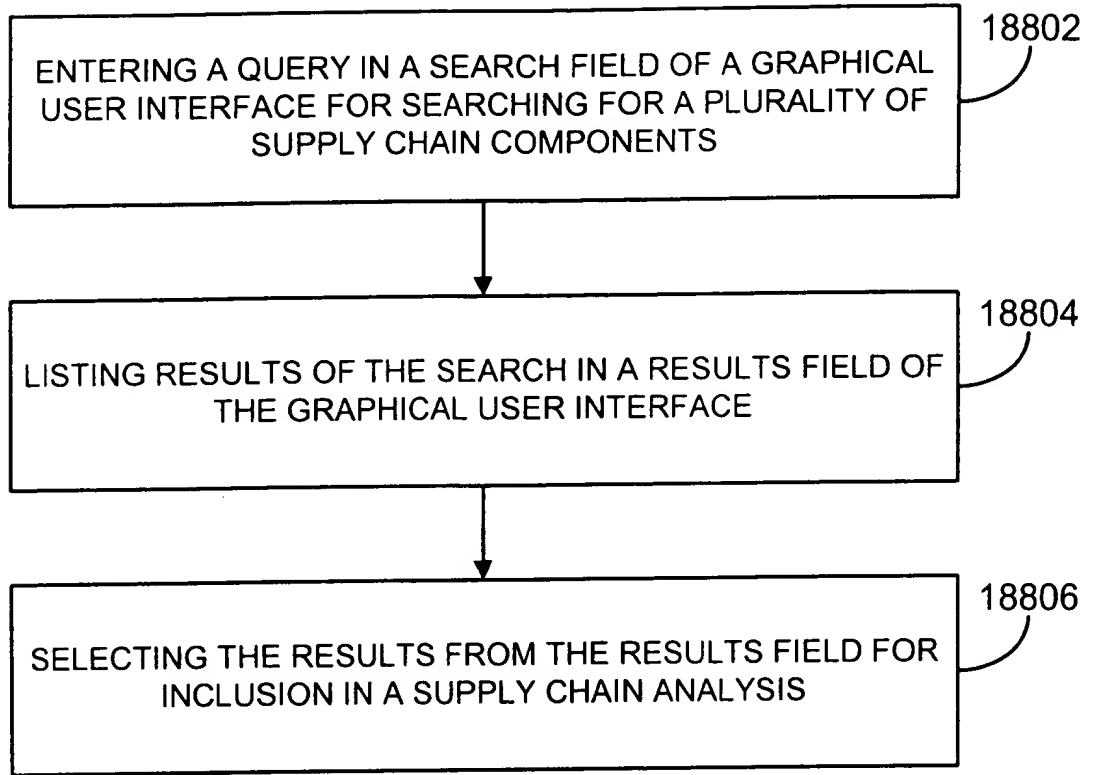 18802
ENTERING A QUERY IN A SEARCH FIELD OF A GRAPHICAL
USER INTERFACE FOR SEARCHING FOR A PLURALITY OF
SUPPLY CHAIN COMPONENTS
18804
LISTING RESULTS OF THE SEARCH IN A RESULTS FIELD OF
THE GRAPHICAL USER INTERFACE
18806
SELECTING THE RESULTS FROM THE RESULTS FIELD FOR
INCLUSION IN A SUPPLY CHAIN ANALYSIS